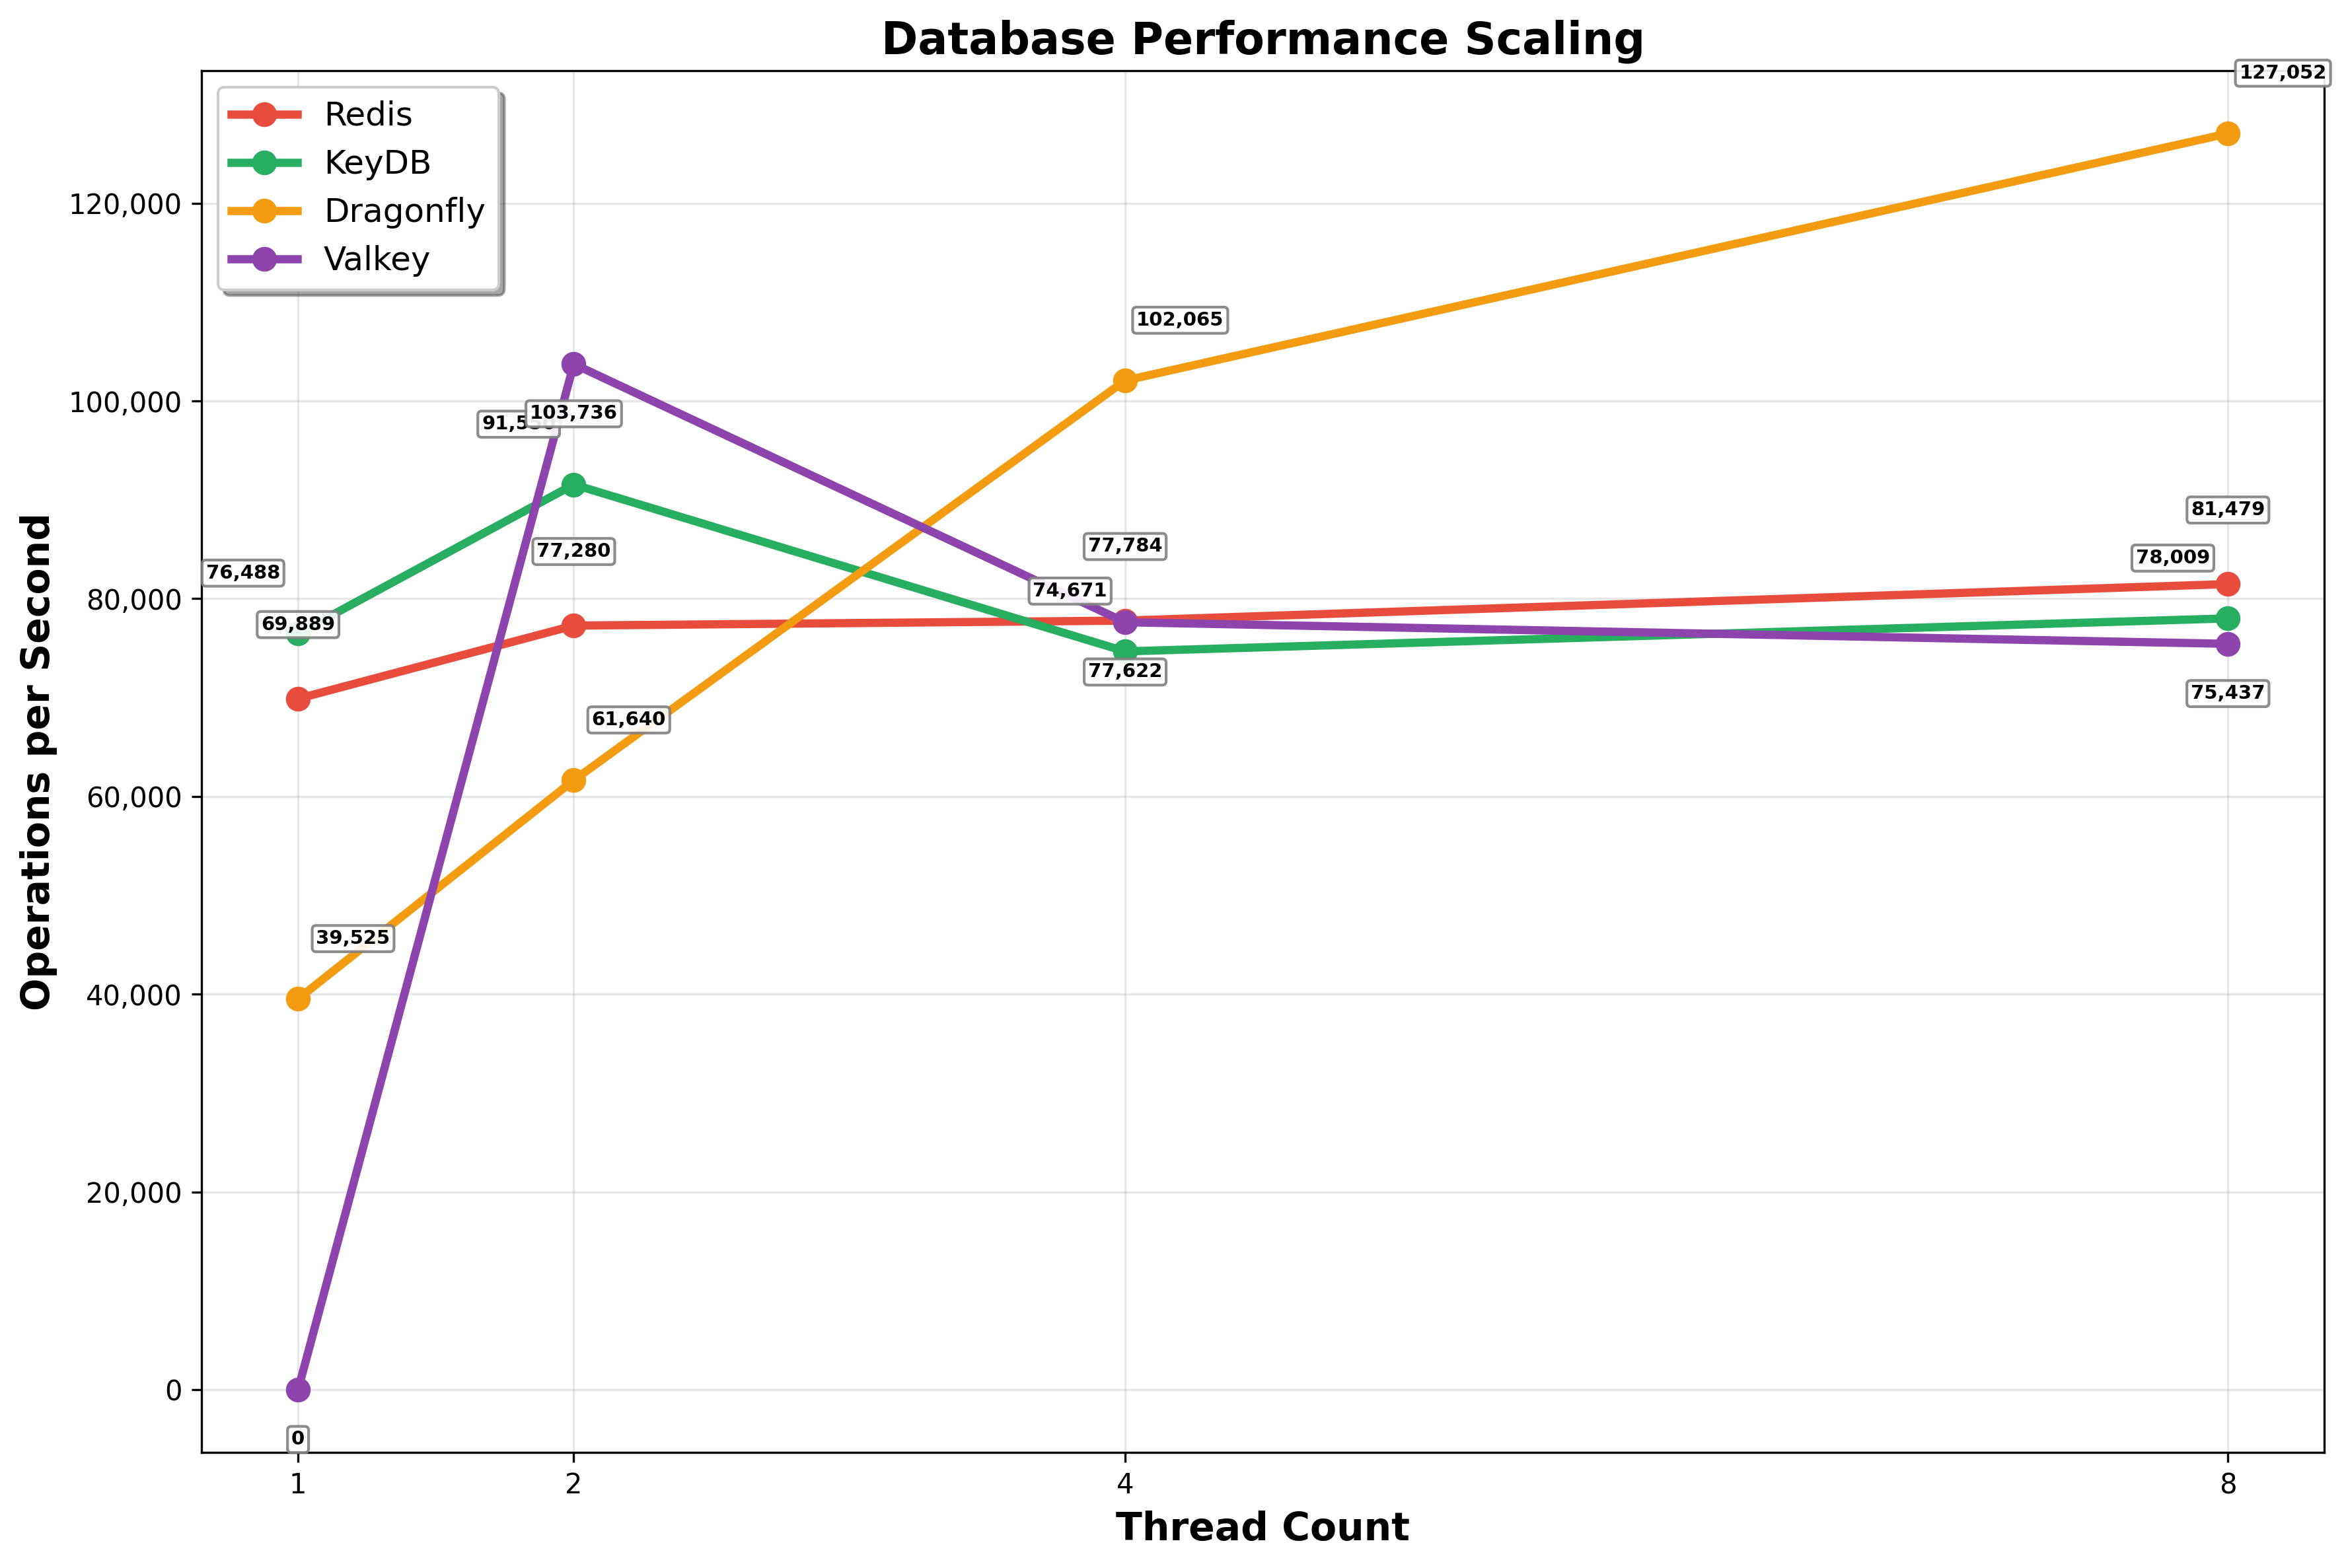 Database Performance Scaling
127,052
Redis
KeyDB
Dragonfly
Valkey
120,000
102,065
100,000
103,736
81,479
77,280
77,784
78,009
76,488
80,000
74,671
69,889
77,622
75,437
61,640
60,000
39,525
40,000
20,000
0
0
1 2 4 8
Operations per Second
Thread Count